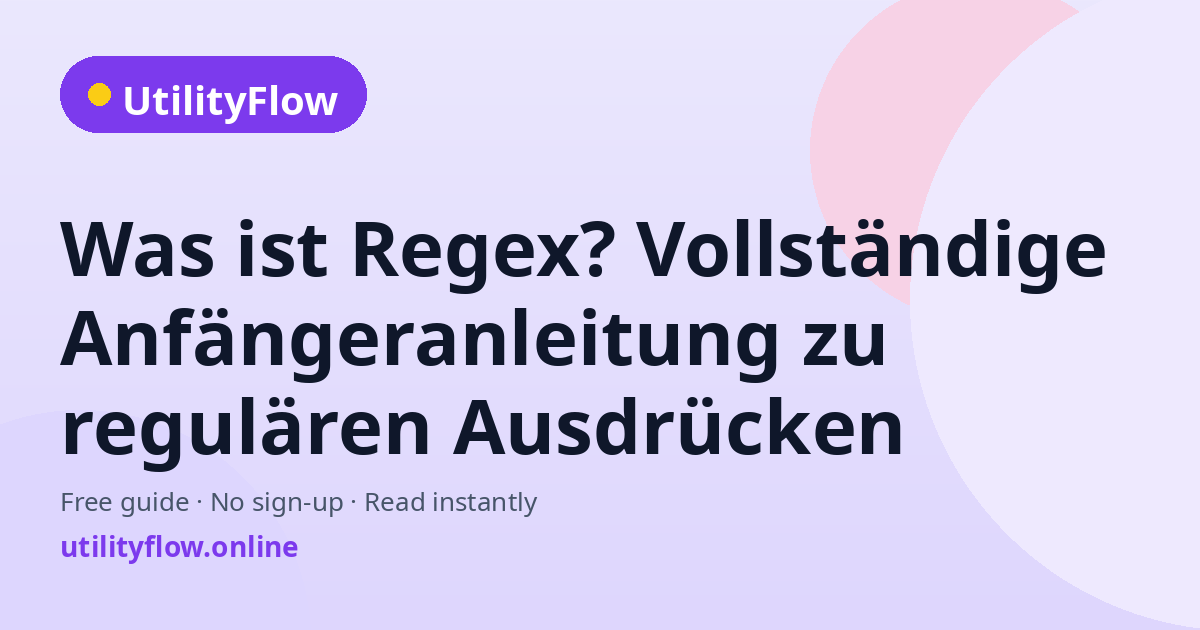 UtilityFlow
Was ist Regex? Vollständige
Anfängeranleitung zu
regulären Ausdrücken
Free guide · No sign-up · Read instantly
utilityflow.online